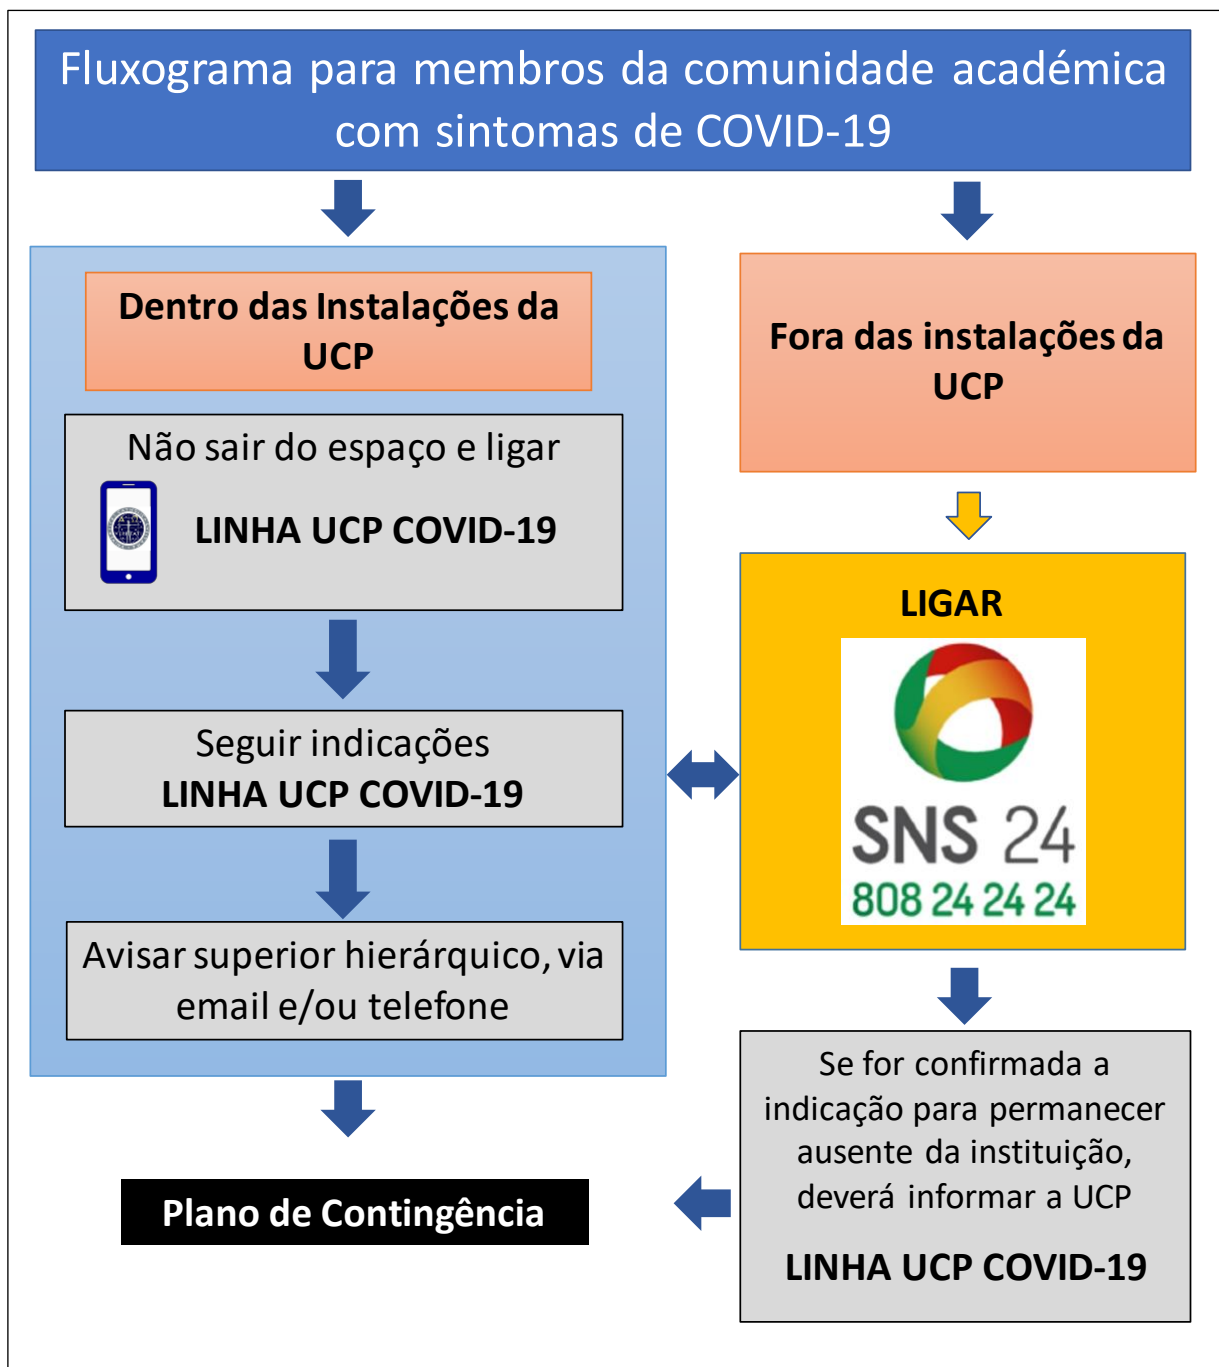 Fluxograma para membros da comunidade académica
com sintomas de COVID-19
Dentro das Instalações da
UCP
Não sair do espaço e ligar
LINHA UCP COVID-19
Seguir indicações
LINHA UCP COVID-19
Avisar superior hierárquico, via
email e/ou telefone
Plano de Contingência
Fora das instalações da
UCP
LIGAR
SNS 24
808 24 24 24
Se for confirmada a
indicação para permanecer
ausente da instituição,
deverá informar a UCP
LINHA UCP COVID-19